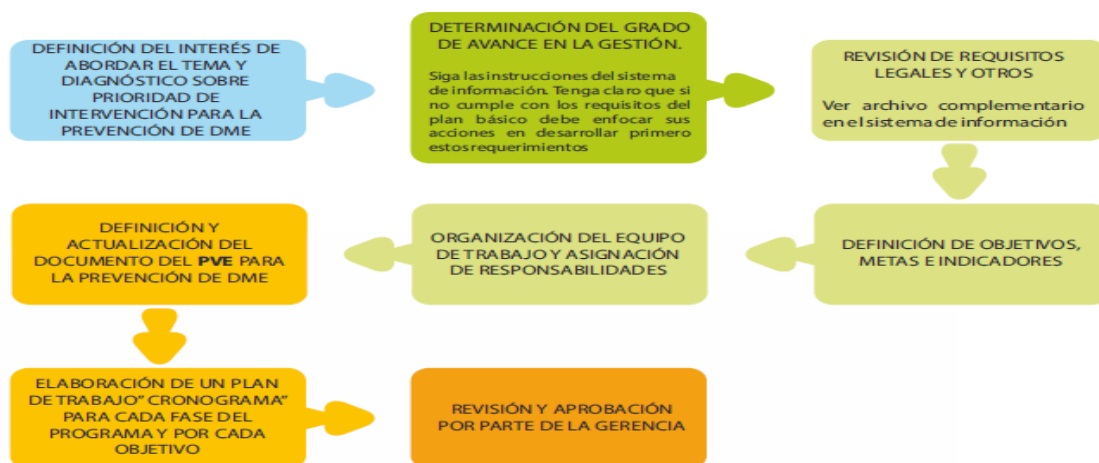 DEFINICIÓN DEL INTERÉS DE
ABORDAR EL TEMA Y
DIAGNÓSTICO SOBRE
PRIORIDAD DE
INTERVENCIÓN PARA LA
PREVENCIÓN DE DME
DETERMINACIÓN DEL GRADO
DE AVANCE EN LA GESTIÓN.
Siga las instrucciones del sistema
de información. Tenga claro que si
no cumple con los requisitos del
plan básico debe enfocar sus
acciones en desarrollar primero
estos requerimientos
REVISIÓN DE REQUISITOS
LEGALES Y OTROS
Ver archivo complementario
en el sistema de información
DEFINICIÓN DE OBJETIVOS,
METAS E INDICADORES
ORGANIZACIÓN DEL EQUIPO
DE TRABAJO Y ASIGNACIÓN
DE RESPONSABILIDADES
DEFINICIÓN Y
ACTUALIZACIÓN DEL
DOCUMENTO DEL PVE PARA
LA PREVENCIÓN DE DME
ELABORACIÓN DE UN PLAN
DE TRABAJO” CRONOGRAMA”
PARA CADA FASE DEL
PROGRAMA Y POR CADA
OBJETIVO
REVISIÓN Y APROBACIÓN
POR PARTE DE LA GERENCIA